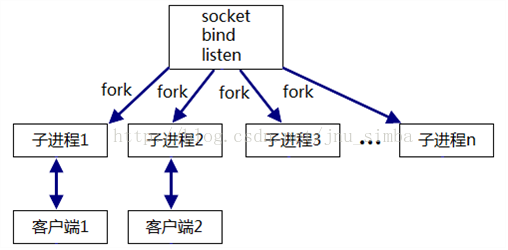 socket
bind
listen
fork
fork
fork
fork
子进程1
子进程2
子进程3
...
子进程n
客户端1
客户端2